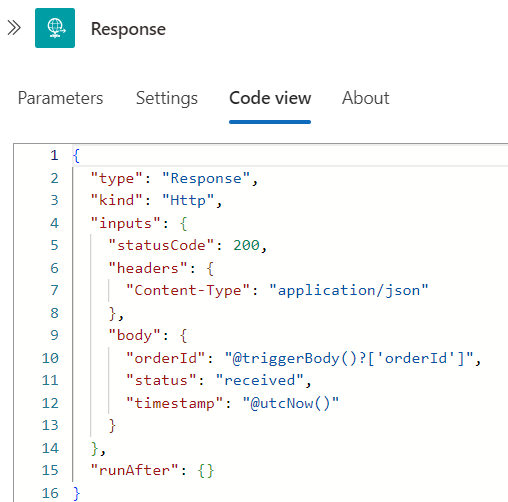 Response
Parameters Settings Code view About
1 {
2 "type": "Response",
3 "kind": "Http",
4 "inputs": {
5 "statusCode": 200,
6 "headers": {
7 "Content-Type": "application/json"
8 },
9 "body": {
10 "orderId": "@triggerBody()?['orderId']",
11 "status": "received",
12 "timestamp": "@utcNow()"
13 }
14 },
15 "runAfter": {}
16 }